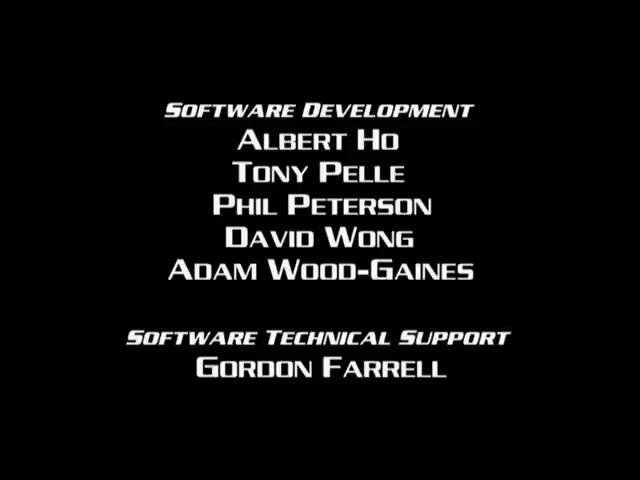 Software Development
Albert Ho
Tony Pelle
Phil Peterson
David Wong
Adam Wood-Gaines
Software Technical Support
Gordon Farrell